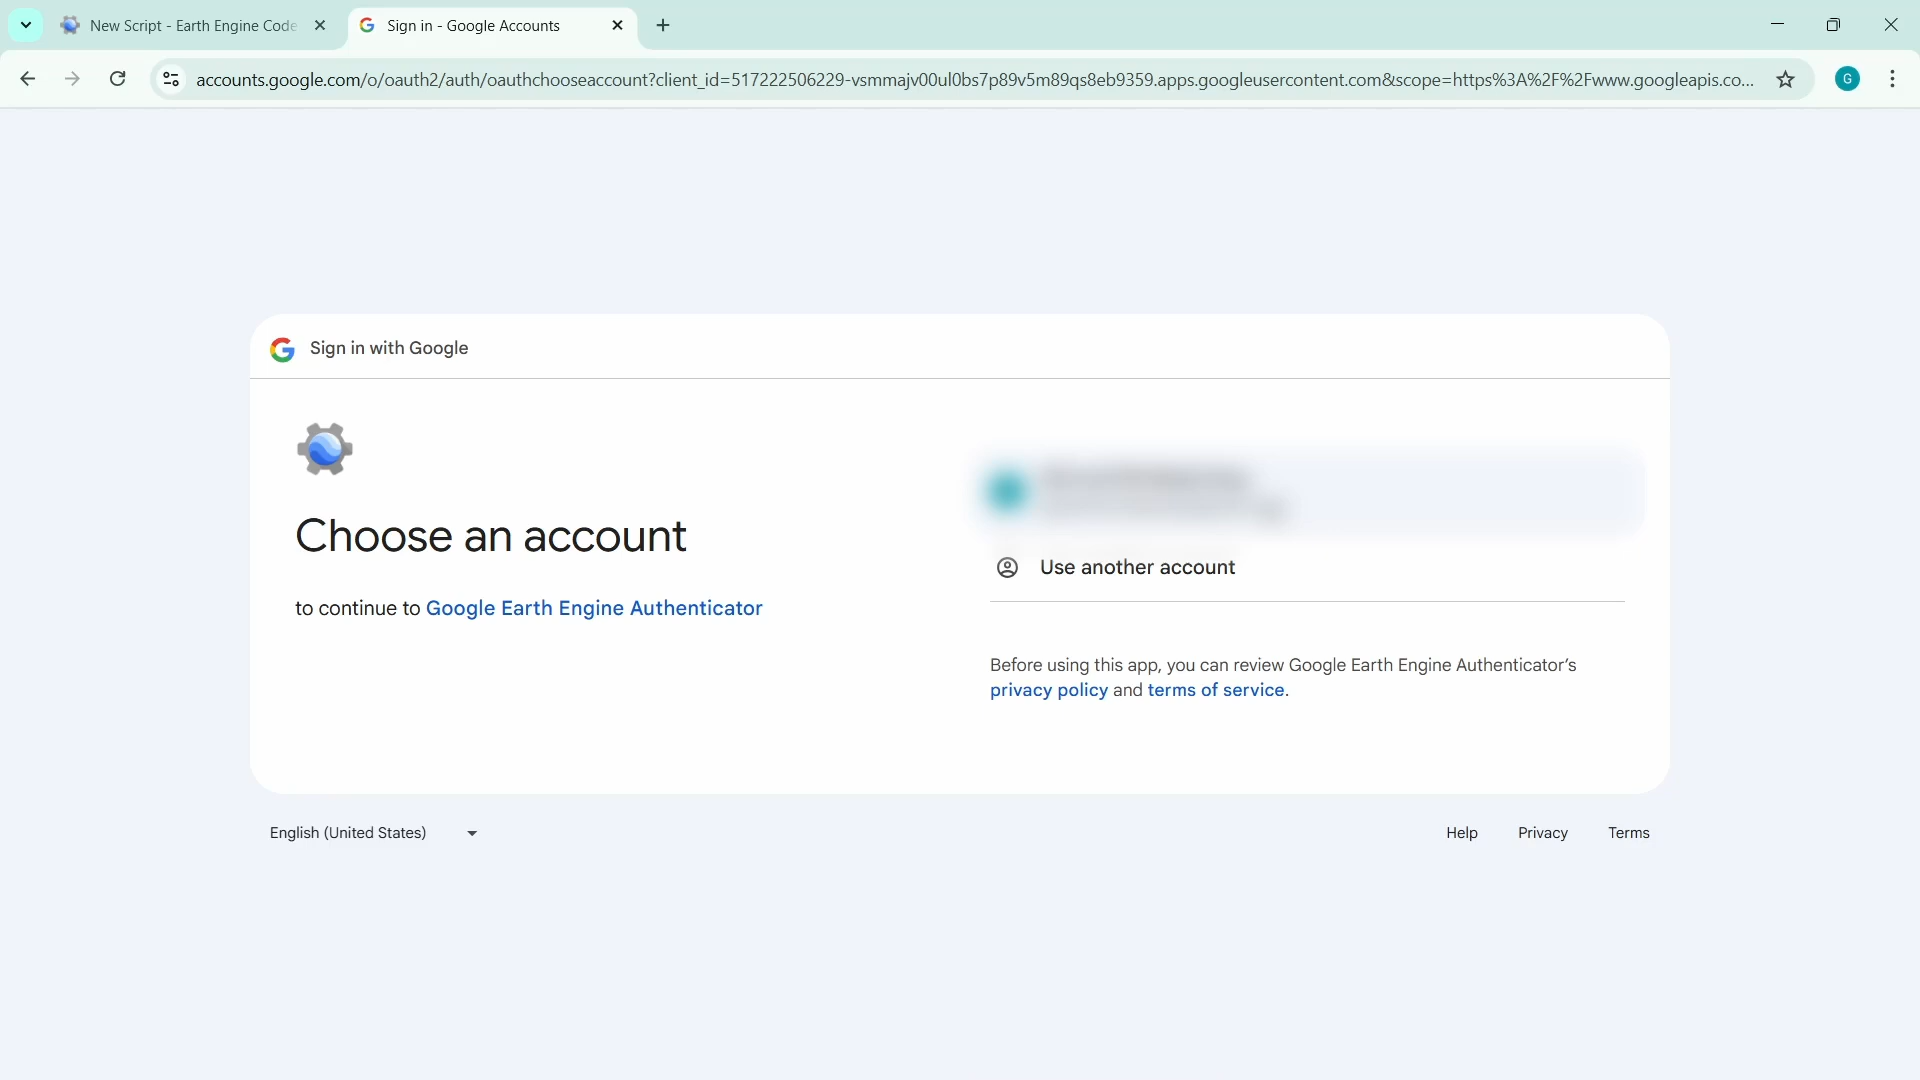 New Script - Earth Engine Code
Sign in - Google Accounts
accounts.google.com/o/oauth2/auth/oauthchooseaccount?client_id=517222506229-vsmmajv00ul0bs7p89v5m89qs8eb9359.apps.googleusercontent.com&scope=https%3A%2F%2Fwww.googleapis.co...
G
Sign in with Google
Choose an account
to continue to Google Earth Engine Authenticator
Use another account
Before using this app, you can review Google Earth Engine Authenticator’s
privacy policy and terms of service.
English (United States)
Help
Privacy
Terms